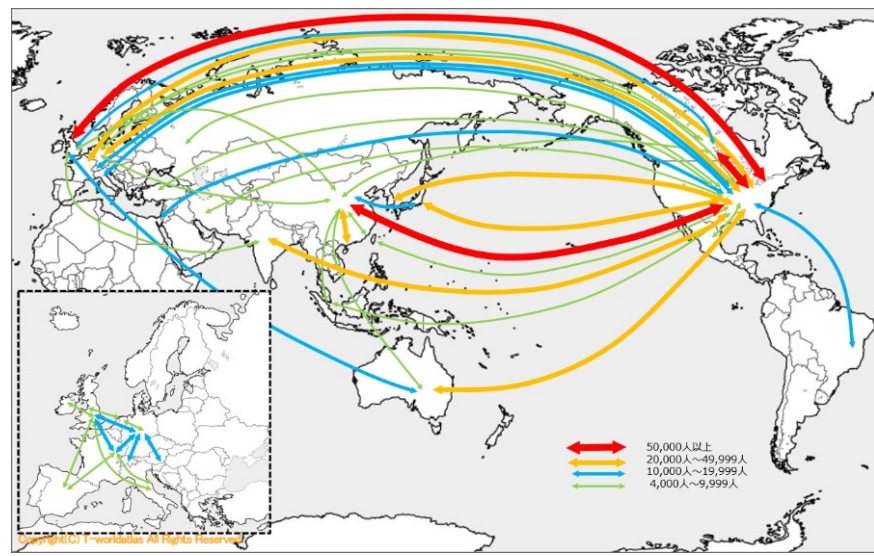 50,000人以上
20,000人～49,999人
10,000人～19,999人
4,000人～9,999人
Copyright(C) T-worldatlas All Rights Reserved